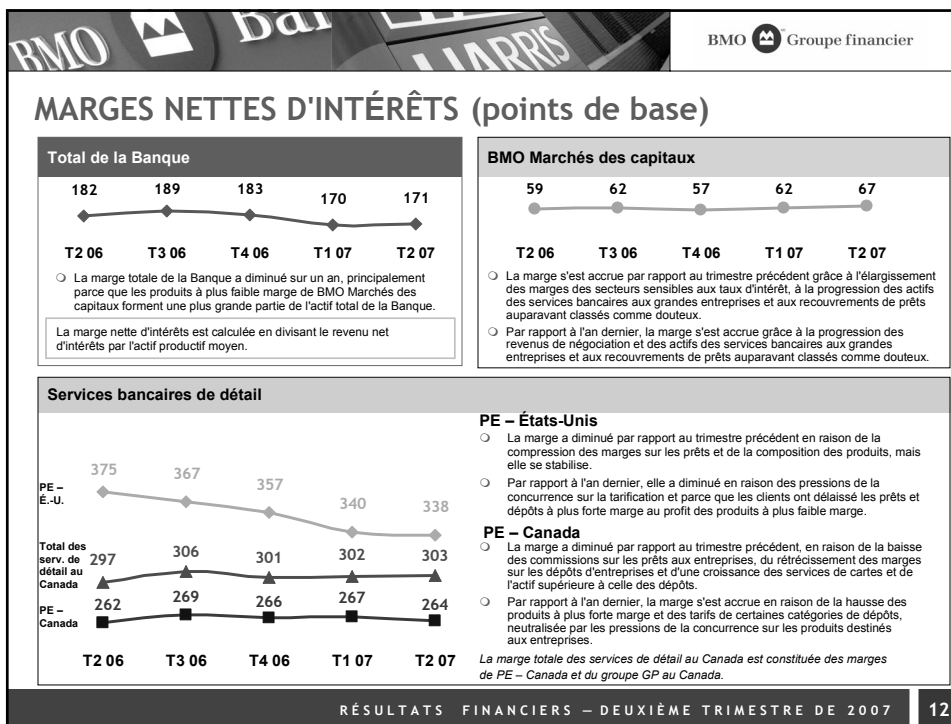 BMO
Ban
HARRIS
BMO Groupe financier
MARGES NETTES D'INTÉRÊTS (points de base)
Total de la Banque
182 189 183 170 171
T2 06 T3 06 T4 06 T1 07 T2 07
❍ La marge totale de la Banque a diminué sur un an, principalement
parce que les produits à plus faible marge de BMO Marchés des
capitaux forment une plus grande partie de l'actif total de la Banque.
La marge nette d'intérêts est calculée en divisant le revenu net
d'intérêts par l'actif productif moyen.
BMO Marchés des capitaux
59 62 57 62 67
T2 06 T3 06 T4 06 T1 07 T2 07
❍ La marge s'est accrue par rapport au trimestre précédent grâce à l'élargissement
des marges des secteurs sensibles aux taux d'intérêt, à la progression des actifs
des services bancaires aux grandes entreprises et aux recouvrements de prêts
auparavant classés comme douteux.
❍ Par rapport à l'an dernier, la marge s'est accrue grâce à la progression des
revenus de négociation et des actifs des services bancaires aux grandes
entreprises et aux recouvrements de prêts auparavant classés comme douteux.
Services bancaires de détail
375 367 357 340 338
PE –
É.-U.
Total des
serv. de
détail au
Canada
297 306 301 302 303
PE –
Canada
262 269 266 267 264
T2 06 T3 06 T4 06 T1 07 T2 07
PE – États-Unis
❍ La marge a diminué par rapport au trimestre précédent en raison de la
compression des marges sur les prêts et de la composition des produits, mais
elle se stabilise.
❍ Par rapport à l'an dernier, elle a diminué en raison des pressions de la
concurrence sur la tarification et parce que les clients ont délaissé les prêts et
dépôts à plus forte marge au profit des produits à plus faible marge.
PE – Canada
❍ La marge a diminué par rapport au trimestre précédent, en raison de la baisse
des commissions sur les prêts aux entreprises, du rétrécissement des marges
sur les dépôts d'entreprises et d'une croissance des services de cartes et de
l'actif supérieure à celle des dépôts.
❍ Par rapport à l'an dernier, la marge s'est accrue en raison de la hausse des
produits à plus forte marge et des tarifs de certaines catégories de dépôts,
neutralisée par les pressions de la concurrence sur les produits destinés
aux entreprises.
La marge totale des services de détail au Canada est constituée des marges
de PE – Canada et du groupe GP au Canada.
RÉSULTATS FINANCIERS — DEUXIÈME TRIMESTRE DE 2007 12